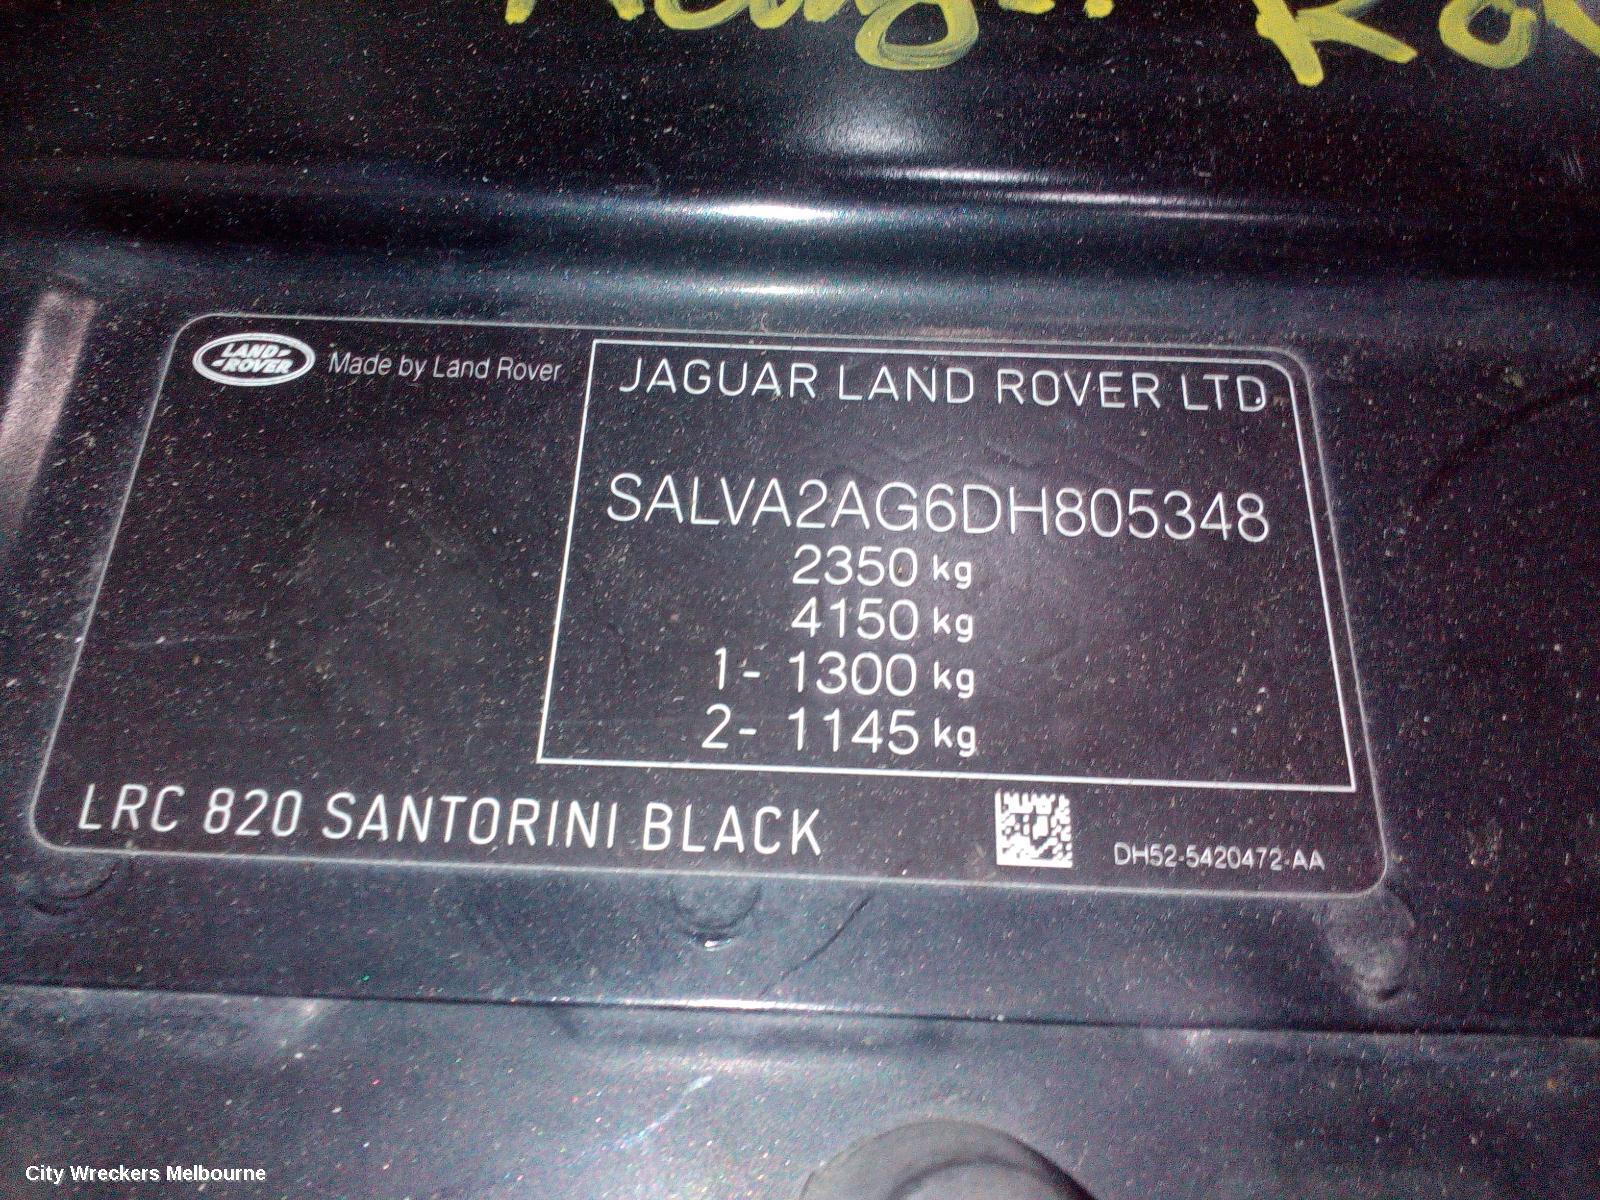 LAND-
-ROVER
Made by Land Rover
JAGUAR LAND ROVER LTD
SALVA2AG6DH805348
2350 kg
4150 kg
1- 1300 kg
2- 1145 kg
LRC 820 SANTORINI BLACK
DH52-5420472-AA
City Wreckers Melbourne